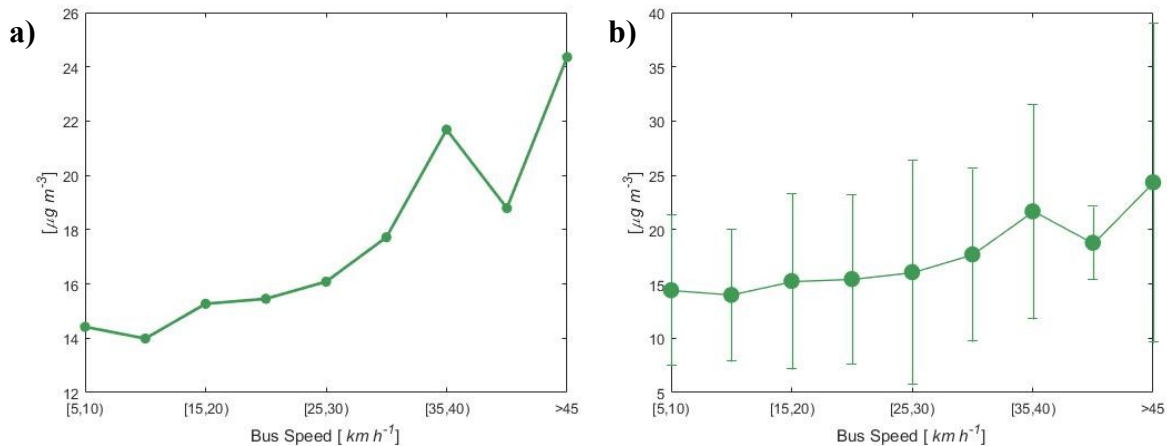 a)
26
24
22
20
18
16
14
12
[μg m⁻³]
[5,10) [15,20) [25,30) [35,40) >45
Bus Speed [ km h⁻¹]
b)
40
35
30
25
20
15
10
5
[μg m⁻³]
[5,10) [15,20) [25,30) [35,40) >45
Bus Speed [ km h⁻¹]